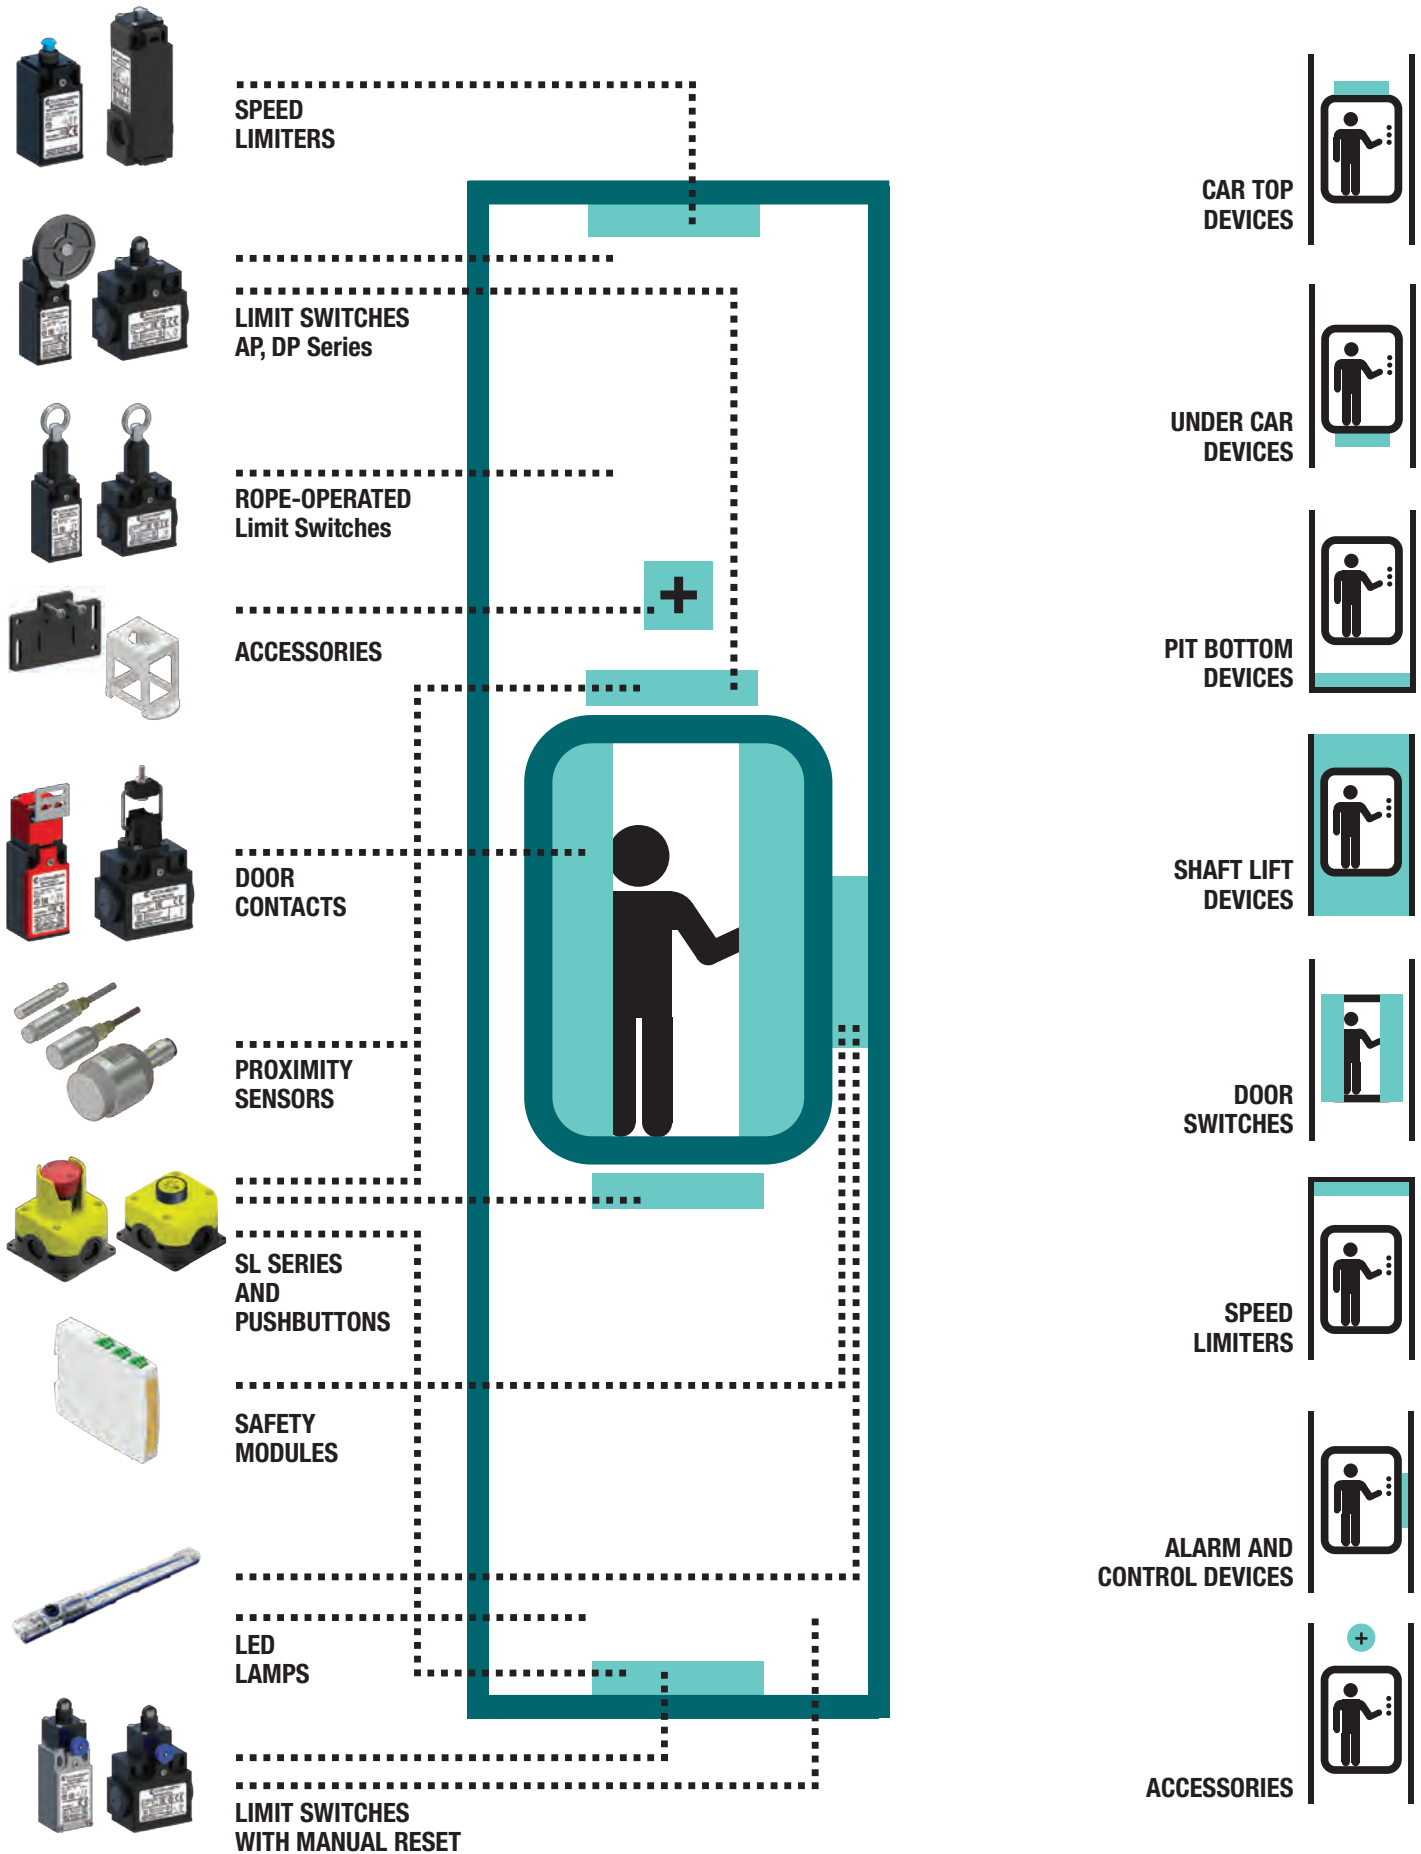 SPEED
LIMITERS
LIMIT SWITCHES
AP, DP Series
ROPE-OPERATED
Limit Switches
ACCESSORIES
DOOR
CONTACTS
PROXIMITY
SENSORS
SL SERIES
AND
PUSHBUTTONS
SAFETY
MODULES
LED
LAMPS
LIMIT SWITCHES
WITH MANUAL RESET
CAR TOP
DEVICES
UNDER CAR
DEVICES
PIT BOTTOM
DEVICES
SHAFT LIFT
DEVICES
DOOR
SWITCHES
SPEED
LIMITERS
ALARM AND
CONTROL DEVICES
ACCESSORIES